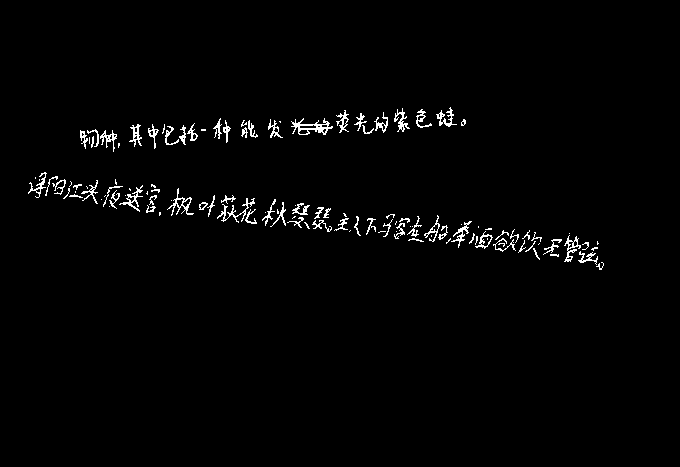 物种,其中包括一种能发荧光的紫色蛙。
浔阳江头夜送客,枫叶荻花秋瑟瑟。主人下马客在船,举酒欲饮无管弦。